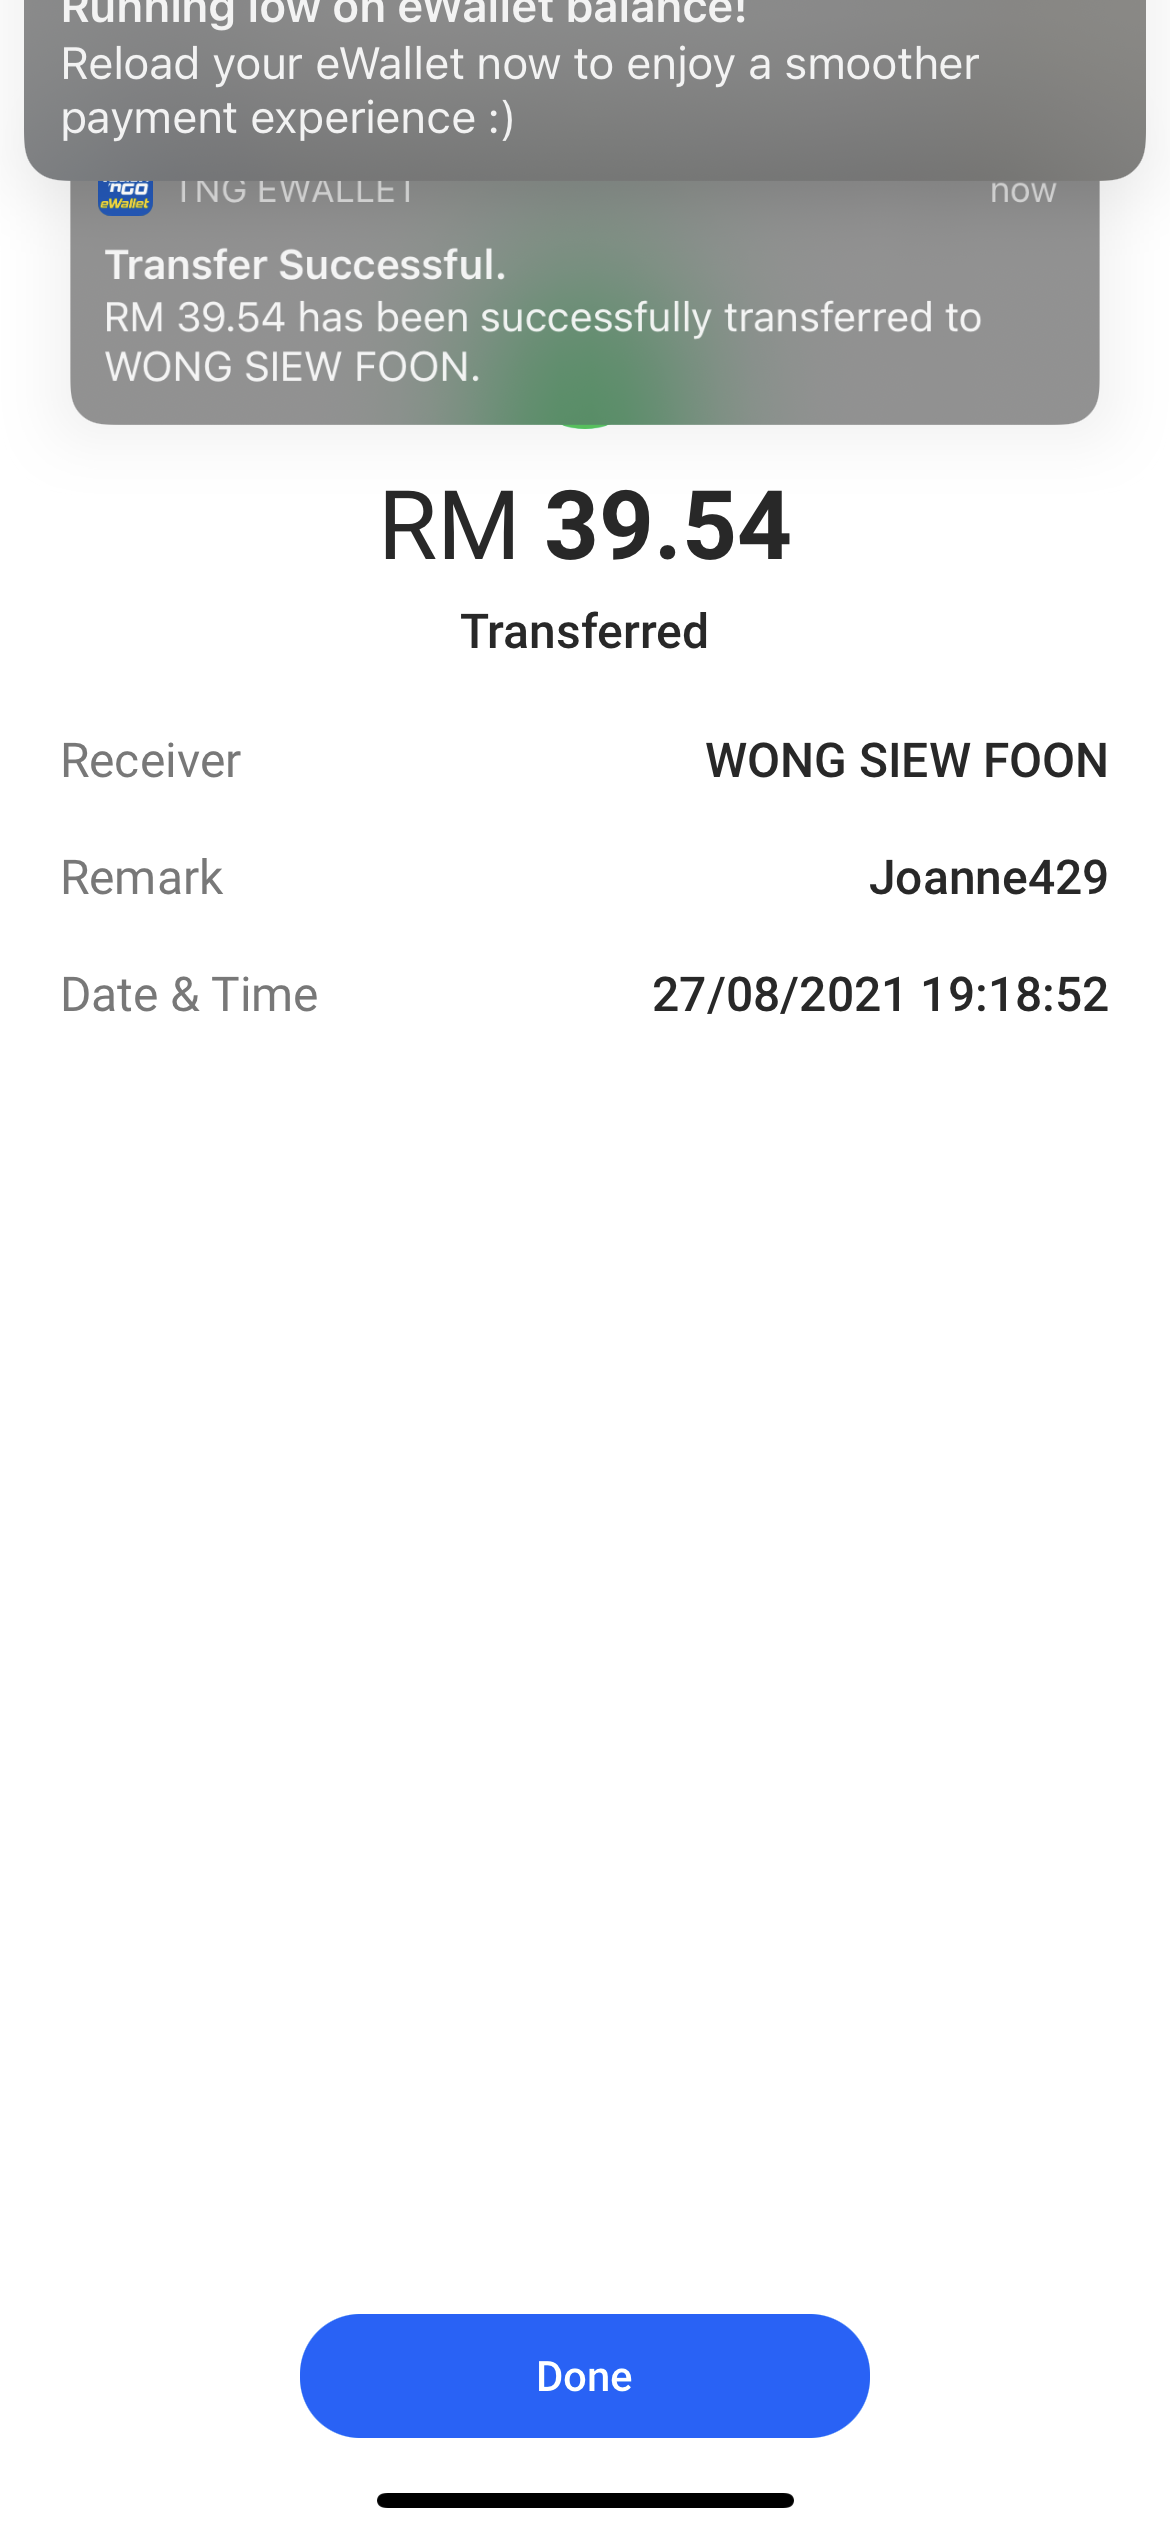 Running low on eWallet balance!
Reload your eWallet now to enjoy a smoother
payment experience :)
'nGO
eWallet
TNG EWALLET
now
Transfer Successful.
RM 39.54 has been successfully transferred to
WONG SIEW FOON.
RM 39.54
Transferred
Receiver WONG SIEW FOON
Remark Joanne429
Date & Time 27/08/2021 19:18:52
Done